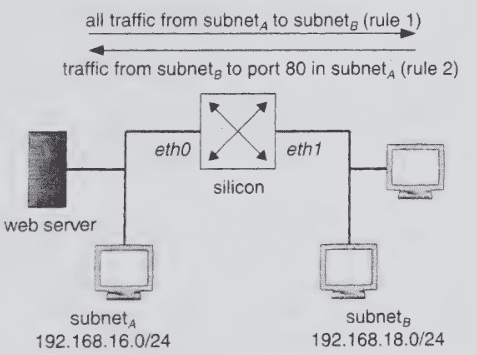 all traffic from subnetA to subnetB (rule 1)
traffic from subnetB to port 80 in subnetA (rule 2)
eth0
eth1
silicon
web server
subnetA
192.168.16.0/24
subnetB
192.168.18.0/24